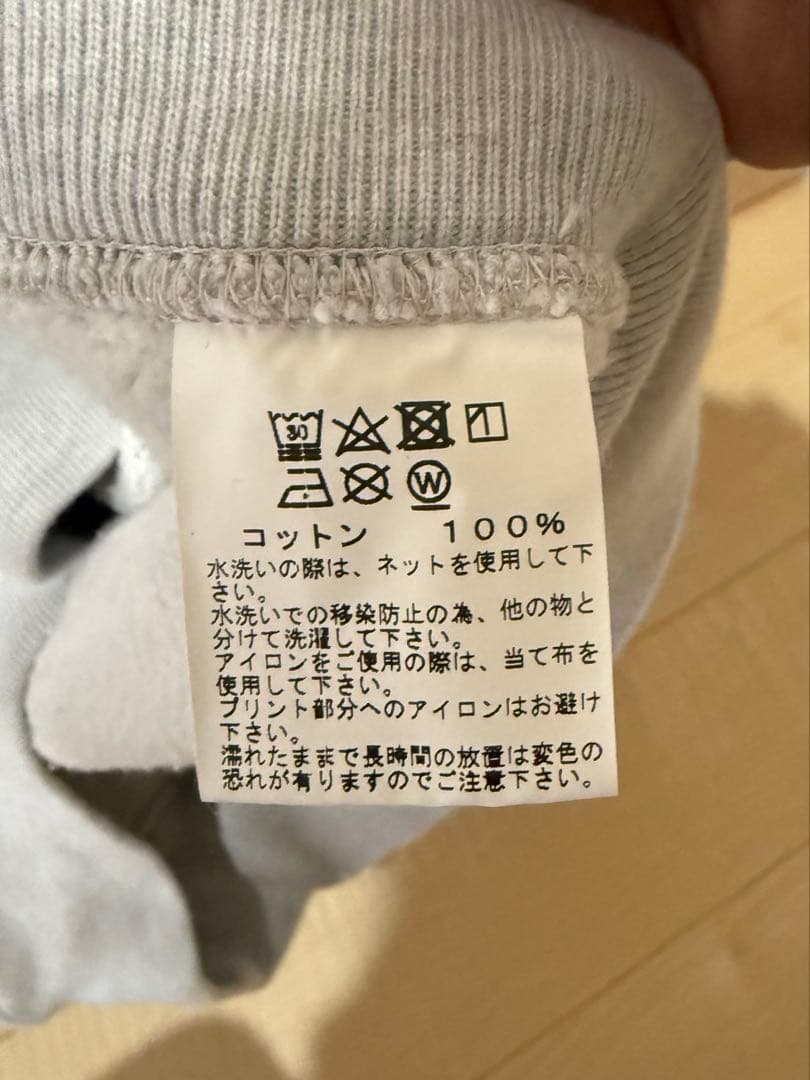 30
W
コットン 100%
水洗いの際は、ネットを使用して下
さい。
水洗いでの移染防止の為、他の物と
分けて洗濯して下さい。
アイロンをご使用の際は、当て布を
使用して下さい。
プリント部分へのアイロンはお避け
下さい。
濡れたままで長時間の放置は変色の
恐れが有りますのでご注意下さい。